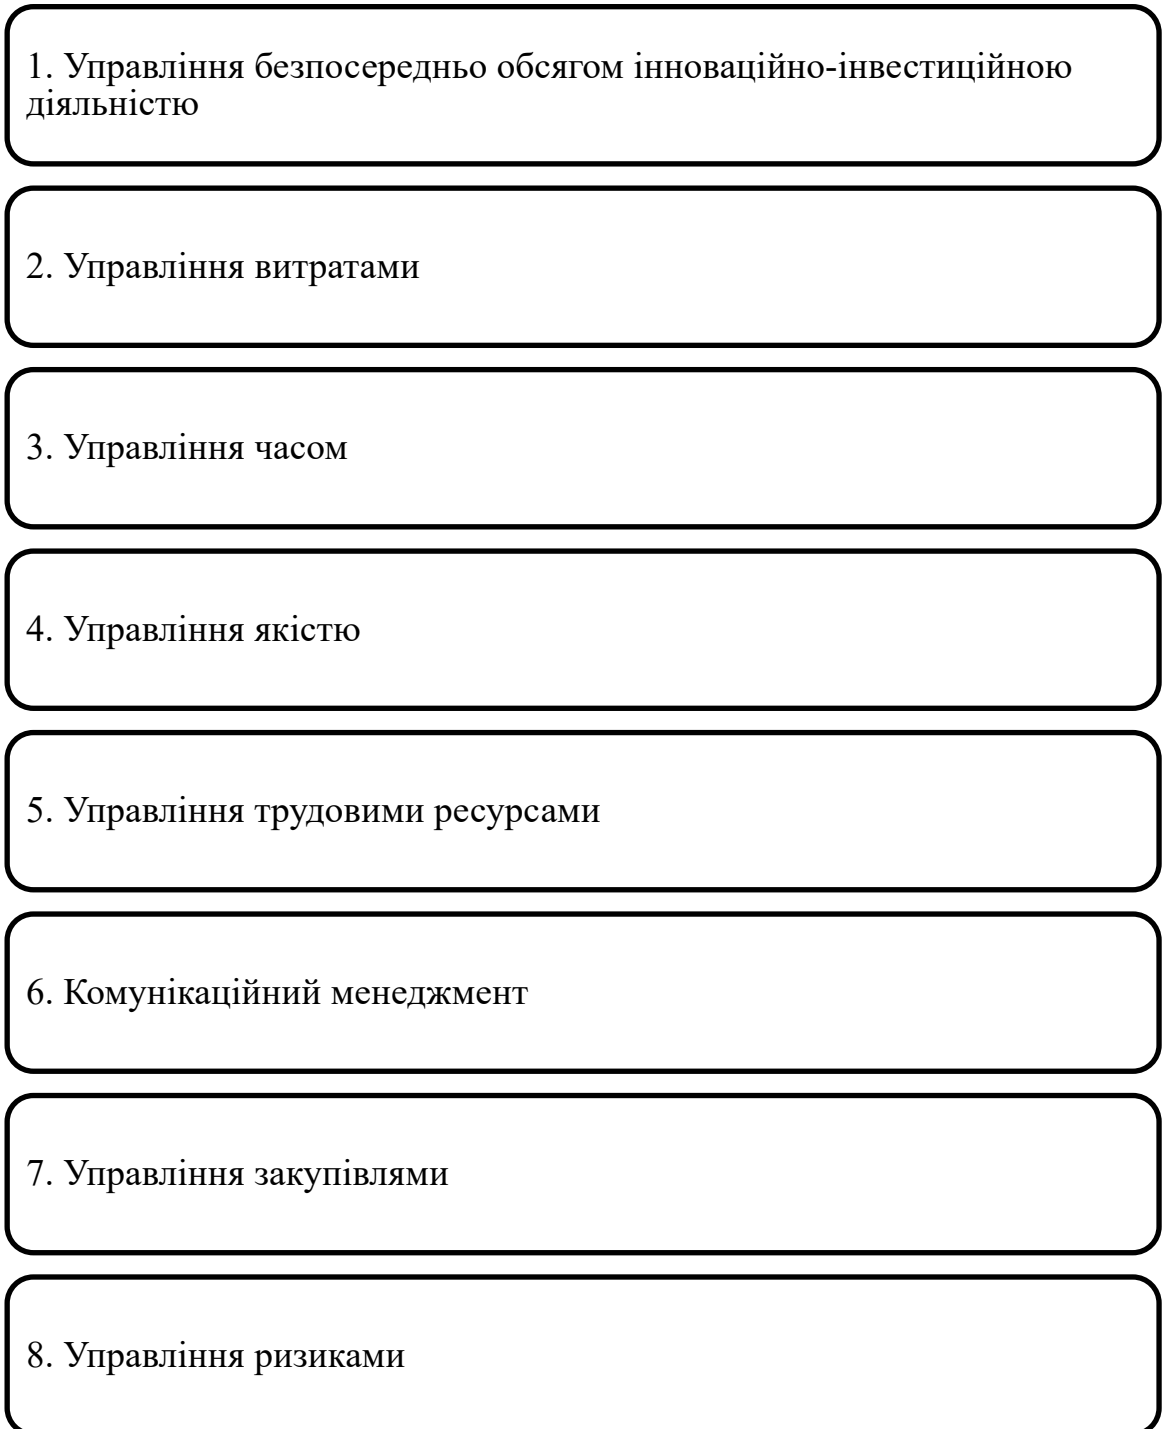 1. Управління безпосередньо обсягом інноваційно-інвестиційною
діяльністю
2. Управління витратами
3. Управління часом
4. Управління якістю
5. Управління трудовими ресурсами
6. Комунікаційний менеджмент
7. Управління закупівлями
8. Управління ризиками